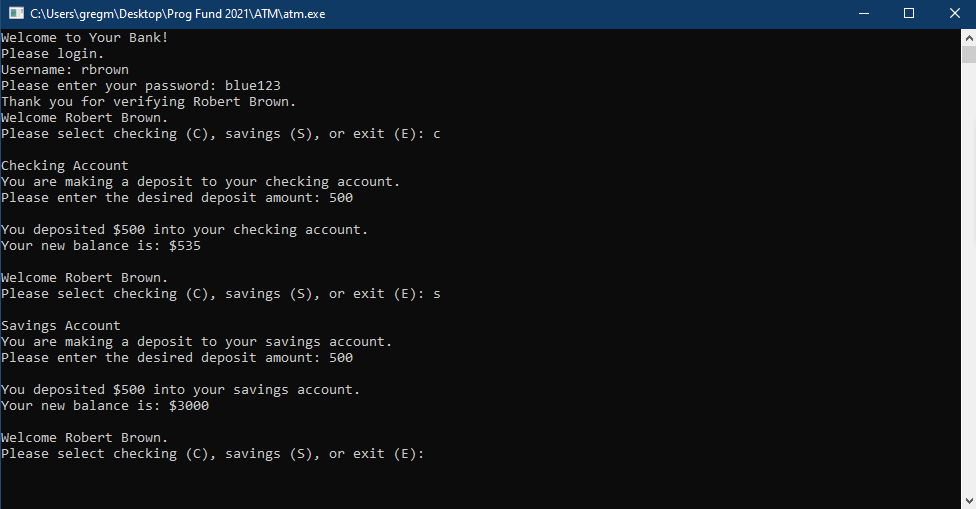 C:\Users\gregm\Desktop\Prog Fund 2021\ATM\atm.exe
Welcome to Your Bank!
Please login.
Username: rbrown
Please enter your password: blue123
Thank you for verifying Robert Brown.
Welcome Robert Brown.
Please select checking (C), savings (S), or exit (E): c
Checking Account
You are making a deposit to your checking account.
Please enter the desired deposit amount: 500
You deposited $500 into your checking account.
Your new balance is: $535
Welcome Robert Brown.
Please select checking (C), savings (S), or exit (E): s
Savings Account
You are making a deposit to your savings account.
Please enter the desired deposit amount: 500
You deposited $500 into your savings account.
Your new balance is: $3000
Welcome Robert Brown.
Please select checking (C), savings (S), or exit (E):